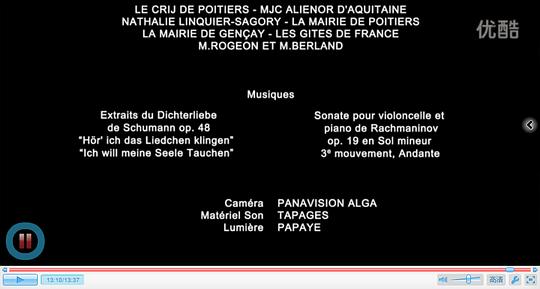 LE CRIJ DE POITIERS - MJC ALIENOR D'AQUITAINE
NATHALIE LINQUIER-SAGORY - LA MAIRIE DE POITIERS
LA MAIRIE DE GENÇAY - LES GITES DE FRANCE
M.ROGEON ET M.BERLAND
优酷
Musiques
Extraits du Dichterliebe
de Schumann op. 48
“Hör' ich das Liedchen klingen”
“Ich will meine Seele Tauchen”
Sonate pour violoncelle et
piano de Rachmaninov
op. 19 en Sol mineur
3e mouvement, Andante
Caméra PANAVISION ALGA
Matériel Son TAPAGES
Lumière PAPAYE
13:10/13:37
高清